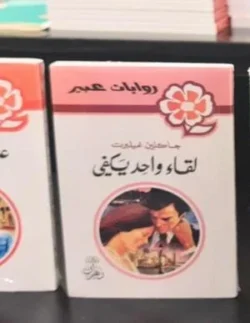 روايات عبير
جاكلين غيلبرت
لقاء واحد يكفي